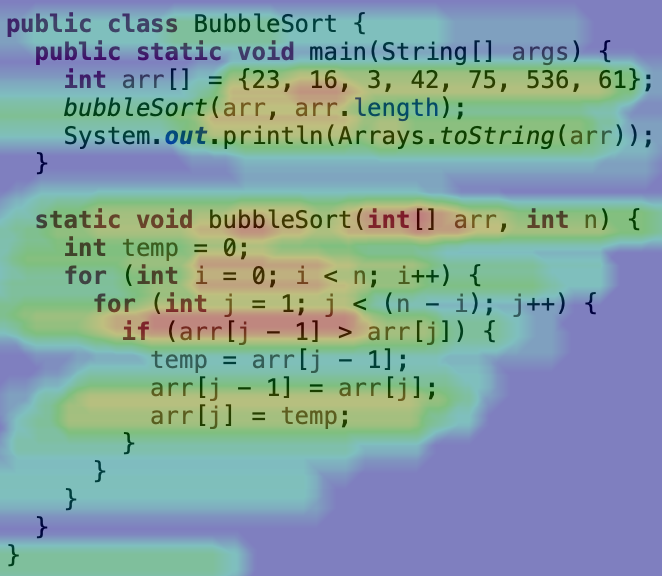 public class BubbleSort {
public static void main(String[] args) {
int arr[] = {23, 16, 3, 42, 75, 536, 61};
bubbleSort(arr, arr.length);
System.out.println(Arrays.toString(arr));
}
static void bubbleSort(int[] arr, int n) {
int temp = 0;
for (int i = 0; i < n; i++) {
for (int j = 1; j < (n - i); j++) {
if (arr[j - 1] > arr[j]) {
temp = arr[j - 1];
arr[j - 1] = arr[j];
arr[j] = temp;
}
}
}
}
}